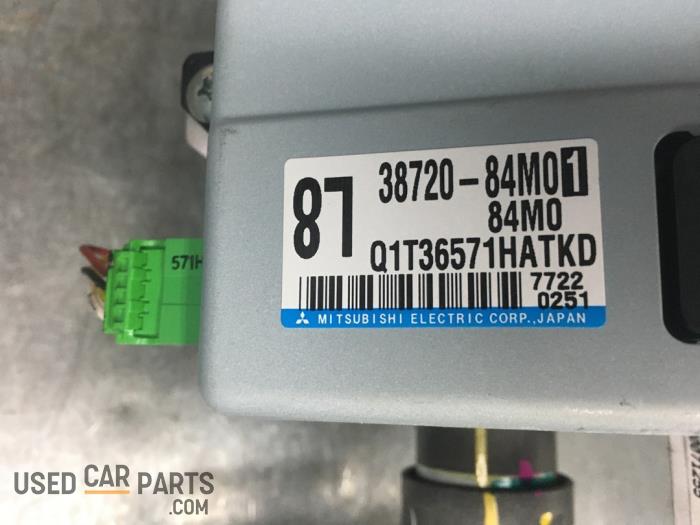 87
38720-84M01
84M0
Q1T36571HATKD
7722
0251
MITSUBISHI ELECTRIC CORP.,JAPAN
571H
USED CAR PARTS
.COM